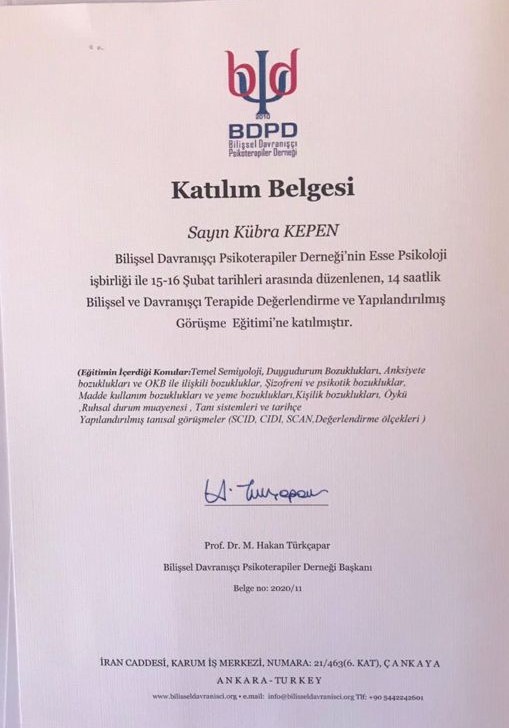 bd
2010
BDPD
Bilişsel Davranışçı
Psikoterapiler Derneği
Katılım Belgesi
Sayın Kübra KEPEN
Bilişsel Davranışçı Psikoterapiler Derneği'nin Esse Psikoloji
işbirliği ile 15-16 Şubat tarihleri arasında düzenlenen, 14 saatlik
Bilişsel ve Davranışçı Terapide Değerlendirme ve Yapılandırılmış
Görüşme Eğitimi'ne katılmıştır.
(Eğitimin İçerdiği Konular:Temel Semiyoloji, Duygudurum Bozuklukları, Anksiyete
bozuklukları ve OKB ile ilişkili bozuklular, Şizofreni ve psikotik bozukluklar,
Madde kullanım bozuklukları ve yeme bozuklukları,Kişilik bozuklukları, Öykü
,Ruhsal durum muayenesi , Tanı sistemleri ve tarihçe
Yapılandırılmış tanısal görüşmeler (SCID, CIDI, SCAN,Değerlendirme ölçekleri )
H. Türkçapar
Prof. Dr. M. Hakan Türkçapar
Bilişsel Davranışçı Psikoterapiler Derneği Başkanı
Belge no: 2020/11
İRAN CADDESİ, KARUM İŞ MERKEZİ, NUMARA: 21/463(6. KAT), ÇANKAYA
ANKARA - TURKEY
www.bilisseldavranisci.org • e.mail: info@bilisseldavranisci.org Tlf: +90 5442242601